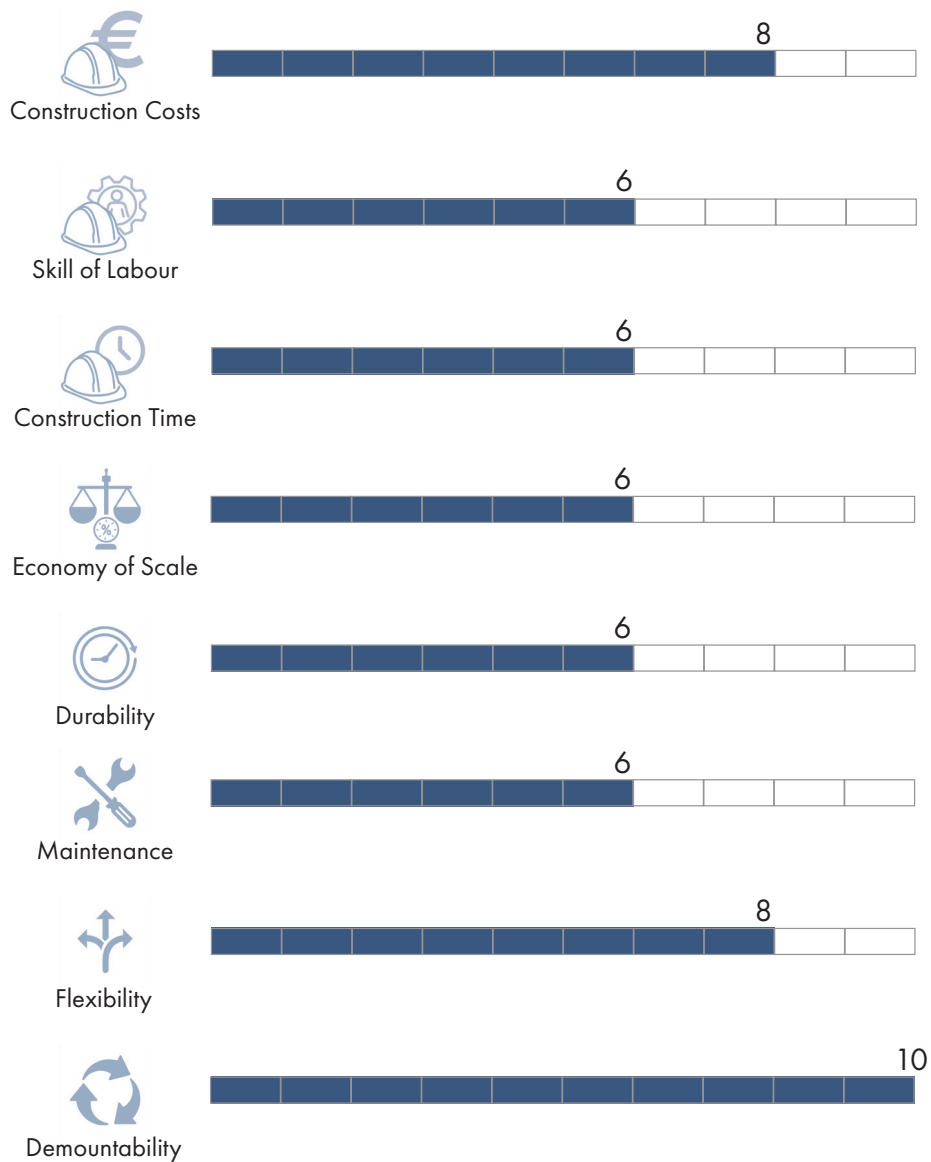 8
Construction Costs
6
Skill of Labour
6
Construction Time
6
%
Economy of Scale
6
Durability
6
Maintenance
8
Flexibility
10
Demountability